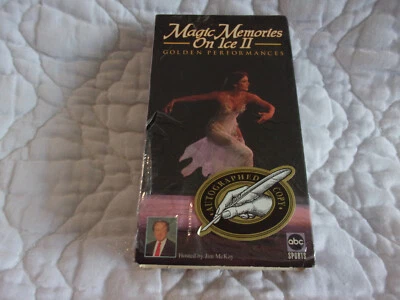 Magic Memories
On Ice II
GOLDEN PERFORMANCES
AUTOGRAPHED COPY
Hosted by Jim McKay
abc
SPORTS